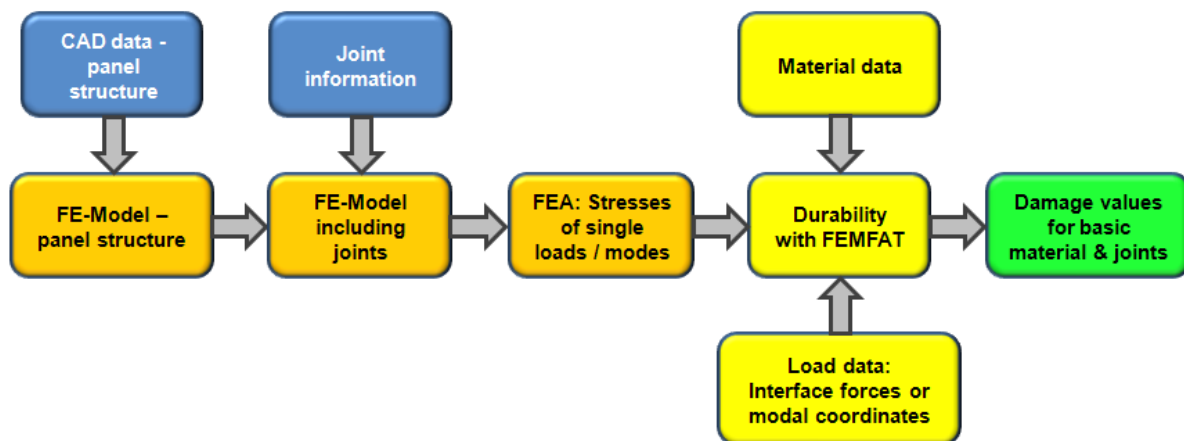 CAD data -
panel
structure
Joint
information
Material data
FE-Model –
panel structure
FE-Model
including
joints
FEA: Stresses
of single
loads / modes
Durability
with FEMFAT
Damage values
for basic
material & joints
Load data:
Interface forces or
modal coordinates